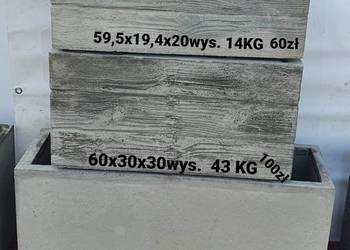 59,5x19,4x20wys. 14KG 60zł
60x30x30wys. 43 KG 100zł